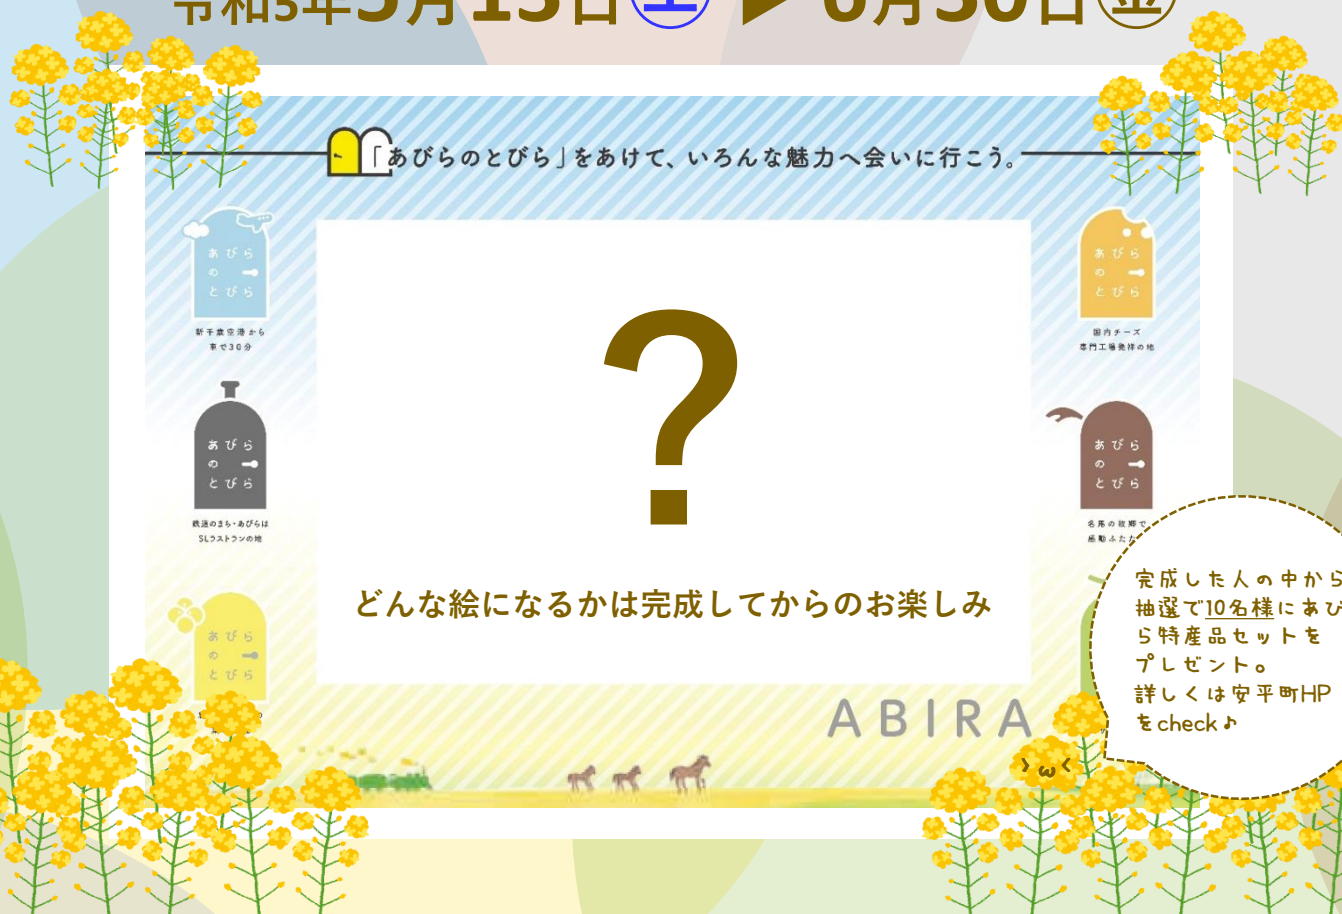 令和5年5月13日㊏▶6月30日㊎
「あびらのとびら」をあけて、いろんな魅力へ会いに行こう。
あびら
の
とびら
新千歳空港から
車で30分
あびら
の
とびら
国内チーズ
専門工場発祥の地
?
あびら
の
とびら
鉄道のまち・あびらは
SLラストランの地
あびら
の
とびら
名馬の故郷で
感動ふたた
どんな絵になるかは完成してからのお楽しみ
あびら
の
とびら
ABIRA
完成した人の中から
抽選で10名様にあび
ら特産品セットを
プレゼント。
詳しくは安平町HP
をcheck♪